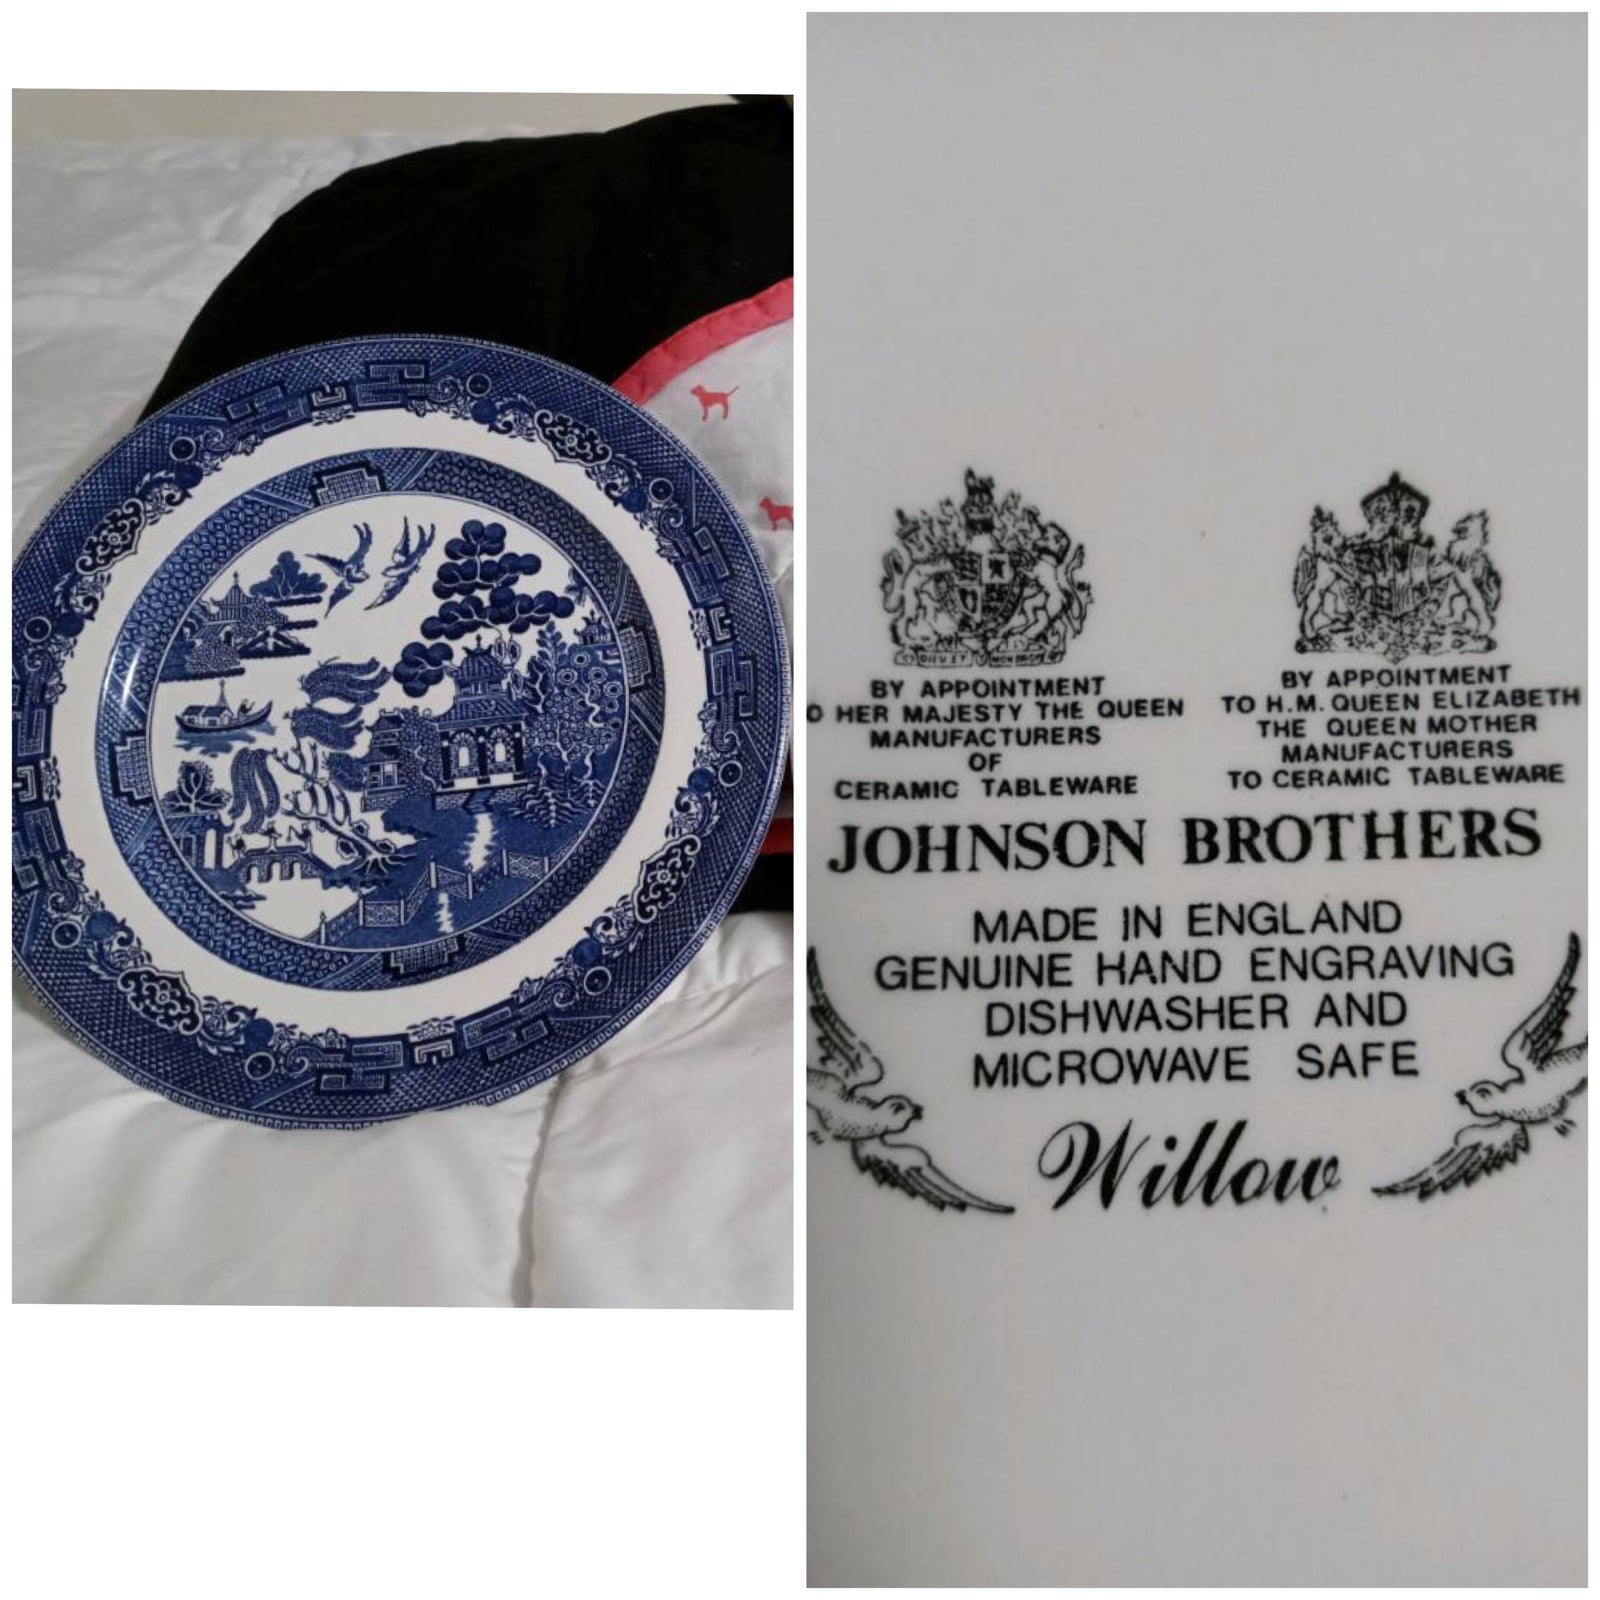 BY APPOINTMENT
O HER MAJESTY THE QUEEN
MANUFACTURERS
OF
CERAMIC TABLEWARE
BY APPOINTMENT
TO H.M. QUEEN ELIZABETH
THE QUEEN MOTHER
MANUFACTURERS
TO CERAMIC TABLEWARE
JOHNSON BROTHERS
MADE IN ENGLAND
GENUINE HAND ENGRAVING
DISHWASHER AND
MICROWAVE SAFE
Willow